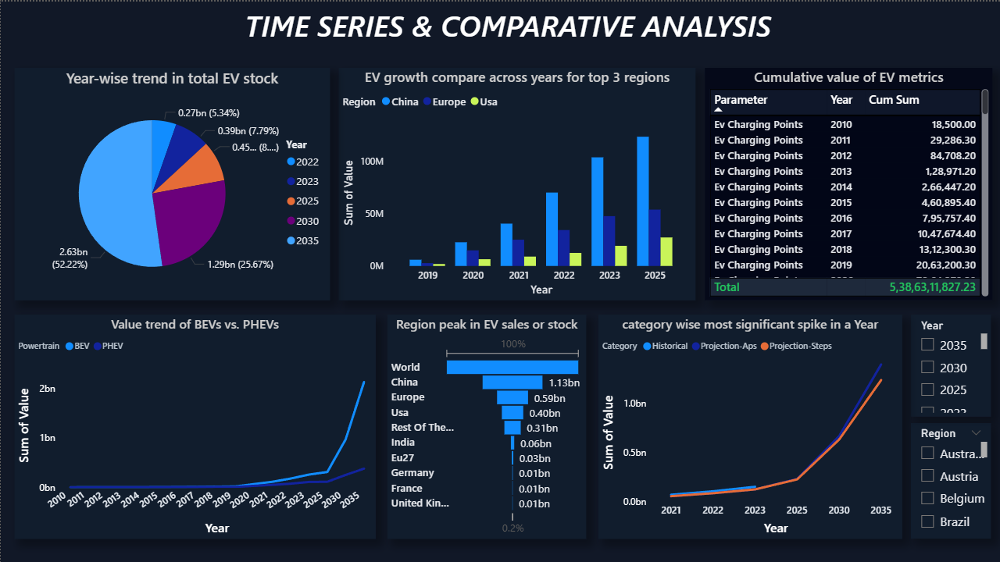 TIME SERIES & COMPARATIVE ANALYSIS
Year-wise trend in total EV stock
0.27bn (5.34%)
0.39bn (7.79%)
0.45... (8....)
1.29bn (25.67%)
2.63bn
(52.22%)
Year
2022
2023
2025
2030
2035
EV growth compare across years for top 3 regions
Region China Europe Usa
Sum of Value
100M
50M
0M
2019 2020 2021 2022 2023 2025
Year
Cumulative value of EV metrics
Parameter Year Cum Sum
Ev Charging Points 2010 18,500.00
Ev Charging Points 2011 29,286.30
Ev Charging Points 2012 84,708.20
Ev Charging Points 2013 1,28,971.20
Ev Charging Points 2014 2,66,447.20
Ev Charging Points 2015 4,60,895.40
Ev Charging Points 2016 7,95,757.40
Ev Charging Points 2017 10,47,674.40
Ev Charging Points 2018 13,12,300.30
Ev Charging Points 2019 20,63,200.30
Total 5,38,63,11,827.23
Value trend of BEVs vs. PHEVs
Powertrain BEV PHEV
Sum of Value
2bn
1bn
0bn
2010 2011 2012 2013 2014 2015 2016 2017 2018 2019 2020 2021 2022 2023 2025 2030 2035
Year
Region peak in EV sales or stock
100%
World
China 1.13bn
Europe 0.59bn
Usa 0.40bn
Rest Of The... 0.31bn
India 0.06bn
Eu27 0.03bn
Germany 0.01bn
France 0.01bn
United Kin... 0.01bn
0.2%
category wise most significant spike in a Year
Category Historical Projection-Aps Projection-Steps
Sum of Value
1.0bn
0.5bn
0.0bn
2021 2022 2023 2025 2030 2035
Year
Year
2035
2030
2025
2023
Region
Austra...
Austria
Belgium
Brazil